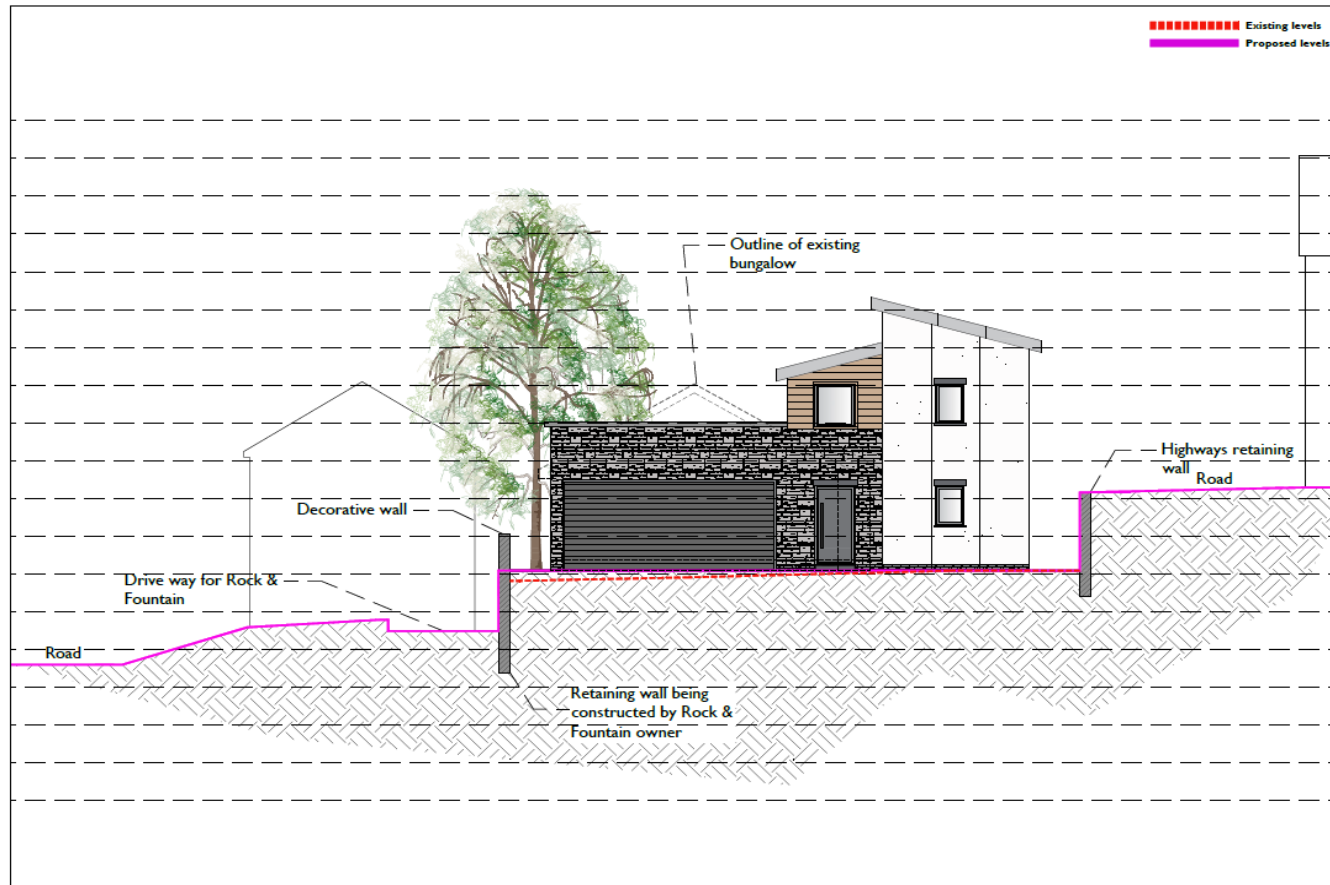 Existing levels
Proposed levels
Outline of existing
bungalow
Highways retaining
wall
Road
Decorative wall
Drive way for Rock &
Fountain
Road
Retaining wall being
constructed by Rock &
Fountain owner